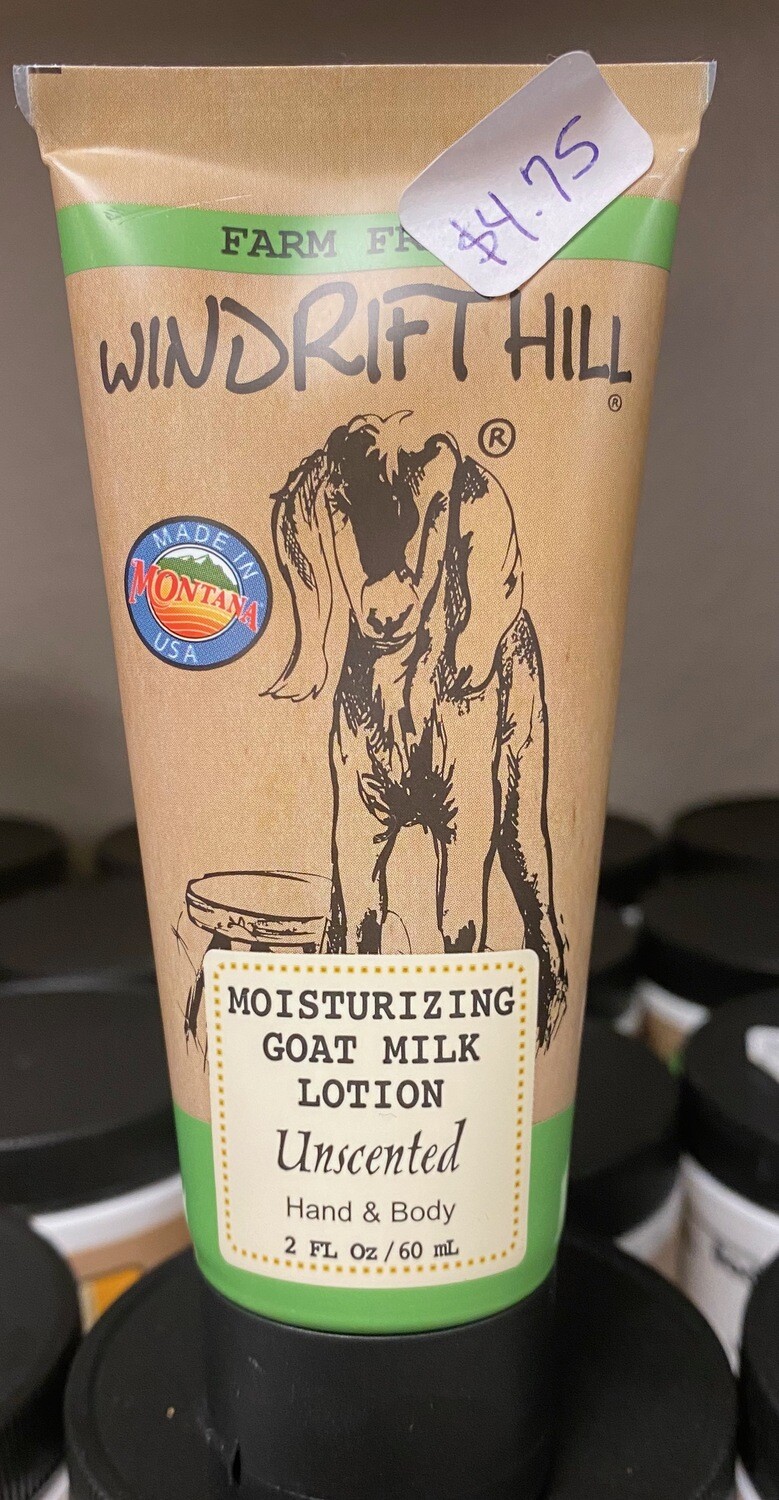 $4.75
FARM
WINDRIFT HILL
®
®
MADE IN
MONTANA
USA
MOISTURIZING
GOAT MILK
LOTION
Unscented
Hand & Body
2 FL OZ / 60 mL